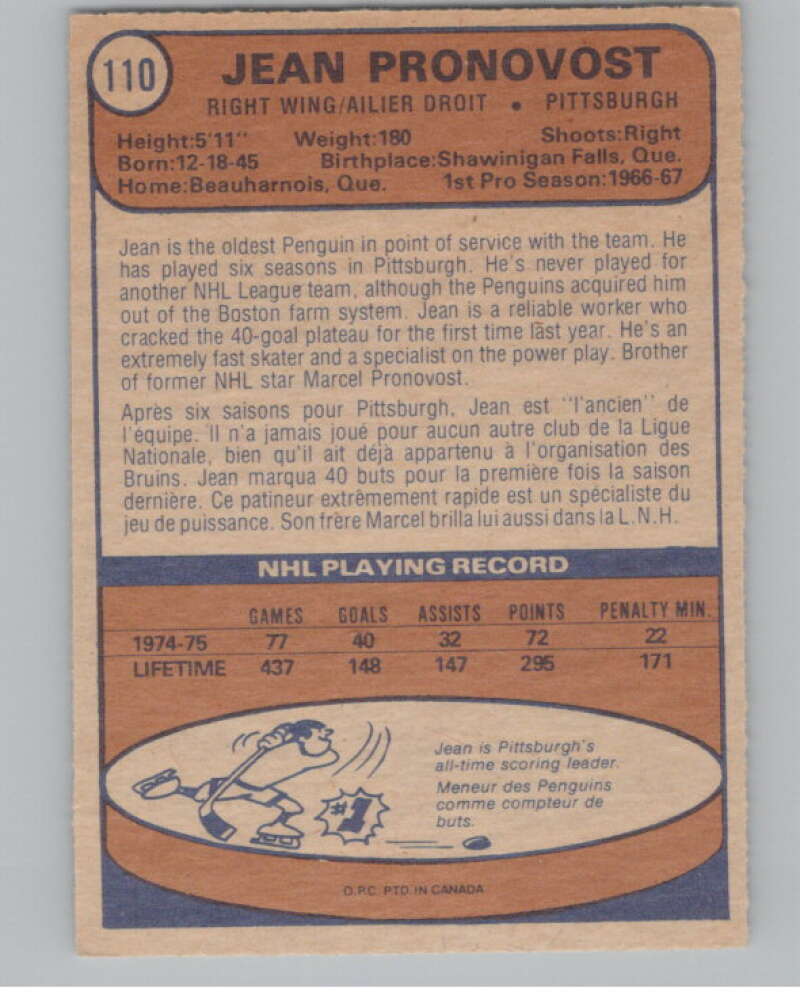 110
JEAN PRONOVOST
RIGHT WING/AILIER DROIT • PITTSBURGH
Height:5'11" Weight:180 Shoots:Right
Born:12-18-45 Birthplace:Shawinigan Falls, Que.
Home:Beauharnois, Que. 1st Pro Season:1966-67
Jean is the oldest Penguin in point of service with the team. He
has played six seasons in Pittsburgh. He's never played for
another NHL League team, although the Penguins acquired him
out of the Boston farm system. Jean is a reliable worker who
cracked the 40-goal plateau for the first time last year. He's an
extremely fast skater and a specialist on the power play. Brother
of former NHL star Marcel Pronovost.
Après six saisons pour Pittsburgh, Jean est "l'ancien" de
l'équipe. Il n'a jamais joué pour aucun autre club de la Ligue
Nationale, bien qu'il ait déjà appartenu à l'organisation des
Bruins. Jean marqua 40 buts pour la première fois la saison
dernière. Ce patineur extrêmement rapide est un spécialiste du
jeu de puissance. Son frère Marcel brilla lui aussi dans la L.N.H.
NHL PLAYING RECORD
GAMES GOALS ASSISTS POINTS PENALTY MIN.
1974-75 77 40 32 72 22
LIFETIME 437 148 147 295 171
Jean is Pittsburgh's
all-time scoring leader.
Meneur des Penguins
comme compteur de
buts.
#1
O.P.C. PTD. IN CANADA